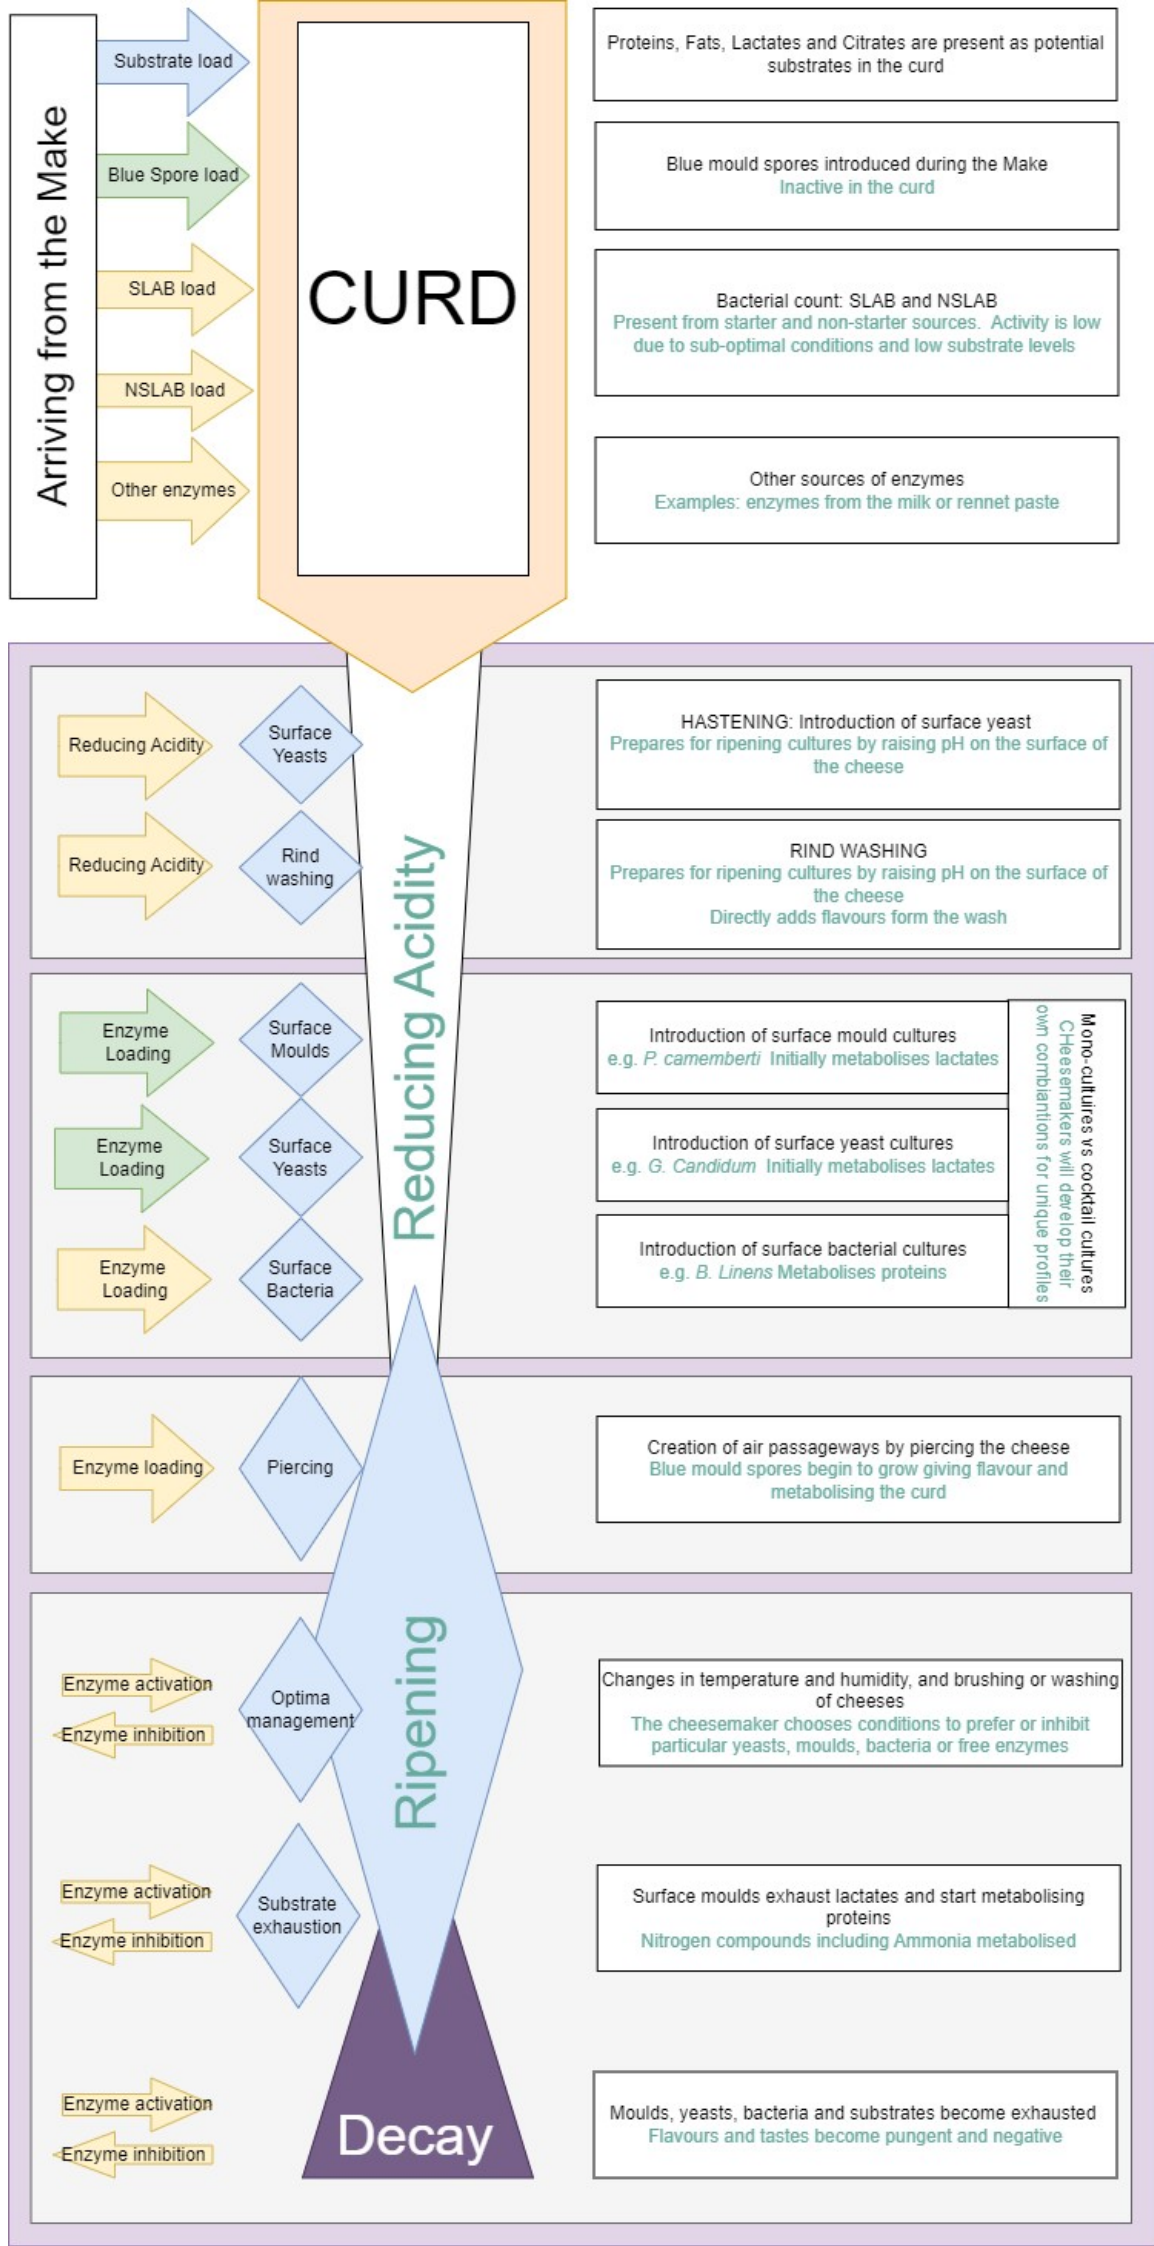 Arriving from the Make
Substrate load
Blue Spore load
SLAB load
NSLAB load
Other enzymes
CURD
Proteins, Fats, Lactates and Citrates are present as potential
substrates in the curd
Blue mould spores introduced during the Make
Inactive in the curd
Bacterial count: SLAB and NSLAB
Present from starter and non-starter sources. Activity is low
due to sub-optimal conditions and low substrate levels
Other sources of enzymes
Examples: enzymes from the milk or rennet paste
Reducing Acidity
Surface
Yeasts
HASTENING: Introduction of surface yeast
Prepares for ripening cultures by raising pH on the surface of
the cheese
Reducing Acidity
Rind
washing
RIND WASHING
Prepares for ripening cultures by raising pH on the surface of
the cheese
Directly adds flavours form the wash
Reducing Acidity
Enzyme
Loading
Surface
Moulds
Introduction of surface mould cultures
e.g. P. camemberti Initially metabolises lactates
Enzyme
Loading
Surface
Yeasts
Introduction of surface yeast cultures
e.g. G. Candidum Initially metabolises lactates
Enzyme
Loading
Surface
Bacteria
Introduction of surface bacterial cultures
e.g. B. Linens Metabolises proteins
Mono-cultuires vs cocktail cultures
CHeesemakers will develop their
own combiantions for unique profiles
Enzyme loading
Piercing
Creation of air passageways by piercing the cheese
Blue mould spores begin to grow giving flavour and
metabolising the curd
Ripening
Enzyme activation
Enzyme inhibition
Optima
management
Changes in temperature and humidity, and brushing or washing
of cheeses
The cheesemaker chooses conditions to prefer or inhibit
particular yeasts, moulds, bacteria or free enzymes
Enzyme activation
Enzyme inhibition
Substrate
exhaustion
Surface moulds exhaust lactates and start metabolising
proteins
Nitrogen compounds including Ammonia metabolised
Enzyme activation
Enzyme inhibition
Decay
Moulds, yeasts, bacteria and substrates become exhausted
Flavours and tastes become pungent and negative